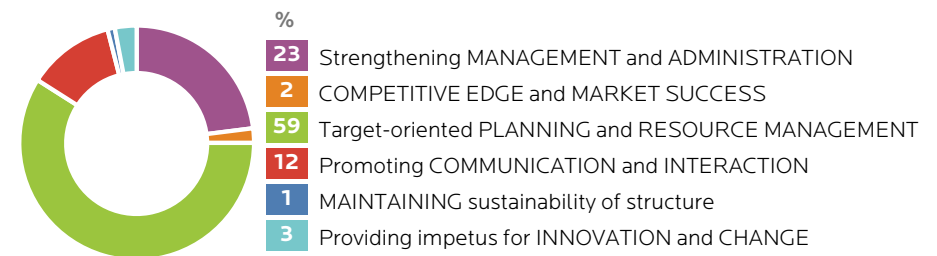 %
23 Strengthening MANAGEMENT and ADMINISTRATION
2 COMPETITIVE EDGE and MARKET SUCCESS
59 Target-oriented PLANNING and RESOURCE MANAGEMENT
12 Promoting COMMUNICATION and INTERACTION
1 MAINTAINING sustainability of structure
3 Providing impetus for INNOVATION and CHANGE